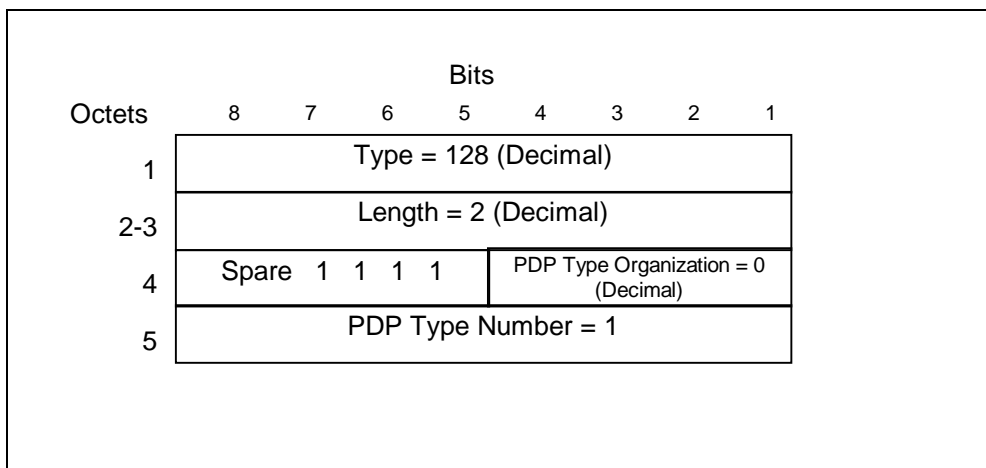 Bits
Octets 8 7 6 5 4 3 2 1
1 Type = 128 (Decimal)
2-3 Length = 2 (Decimal)
4 Spare 1 1 1 1 PDP Type Organization = 0
(Decimal)
5 PDP Type Number = 1